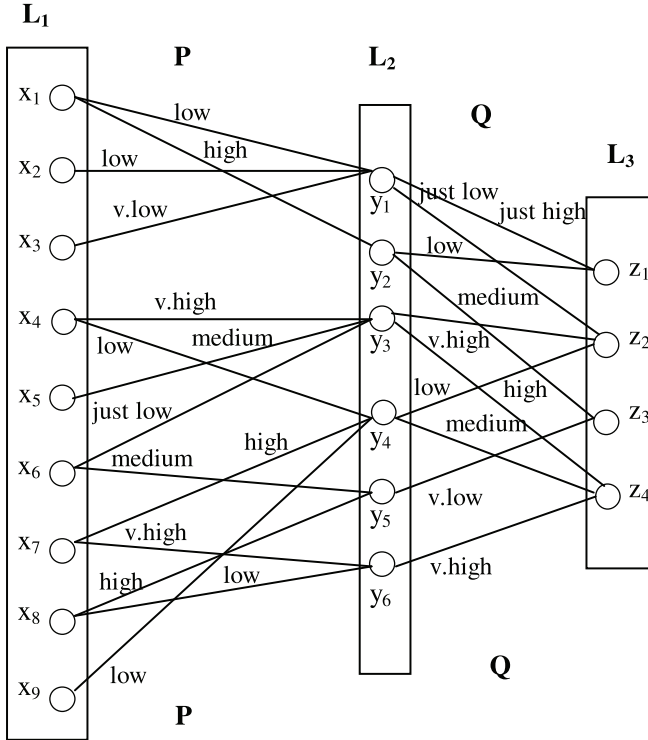 L₁
P
L₂
Q
L₃
x₁
low
high
x₂
low
v.low
x₃
y₁
just low
just high
y₂
low
z₁
x₄
v.high
low
medium
y₃
medium
v.high
z₂
x₅
just low
low
high
z₃
x₆
medium
high
y₄
medium
z₄
y₅
v.low
x₇
v.high
high
low
y₆
v.high
x₈
x₉
low
P
Q